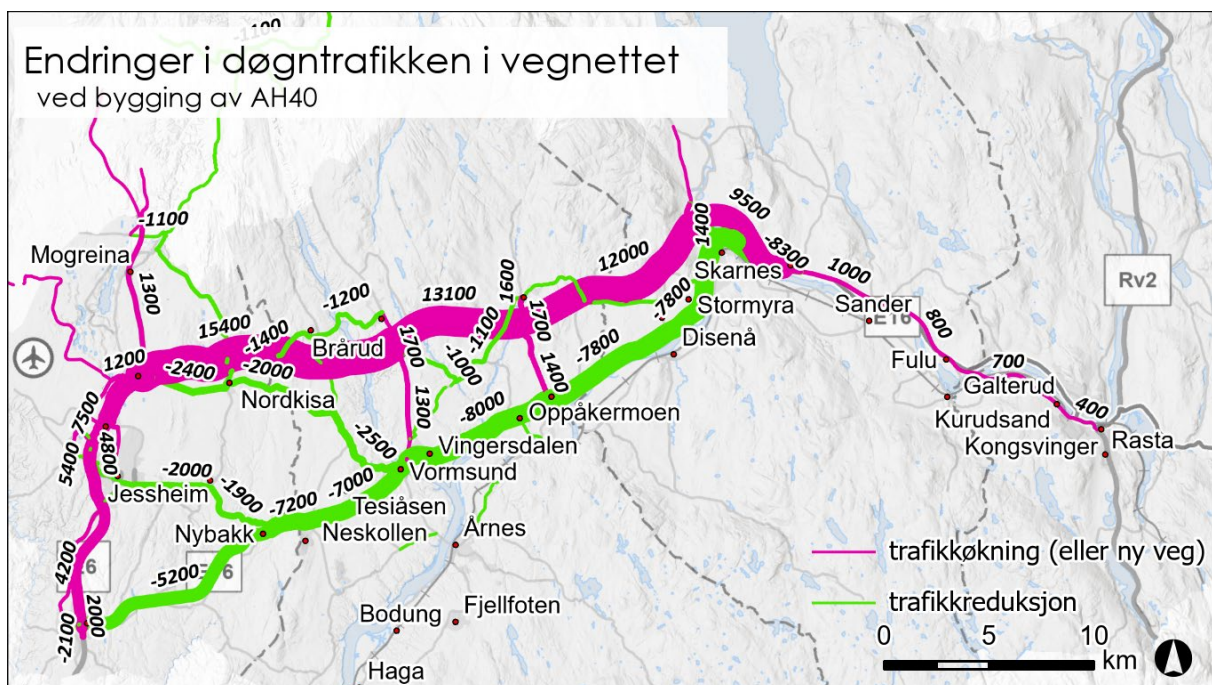 -1100
Endringer i døgntrafikken i vegnettet
ved bygging av AH40
-1100
Mogreina
1300
9500
1400
-8300
12000
Skarnes
1000
Rv2
1600
13100
-1200
15400
-1400
Brårud
1700
-1100
1700
-7800
Stormyra
Sander
E16
800
1200
-2400
-2000
Nordkisa
-1000
1400
-7800
Disenå
Fulu
700
Galterud
Kurudsand
400
7500
4800
5400
1300
-8000
Oppåkermoen
Kongsvinger
Rasta
-2500
Vingersdalen
Vormsund
Jessheim
-2000
-1900
-7200
-7000
Tesiåsen
Nybakk
Neskollen
Årnes
4200
-5200
2000
-2100
Bodung
Fjellfoten
Haga
trafikkøkning (eller ny veg)
trafikkreduksjon
0 5 10
km